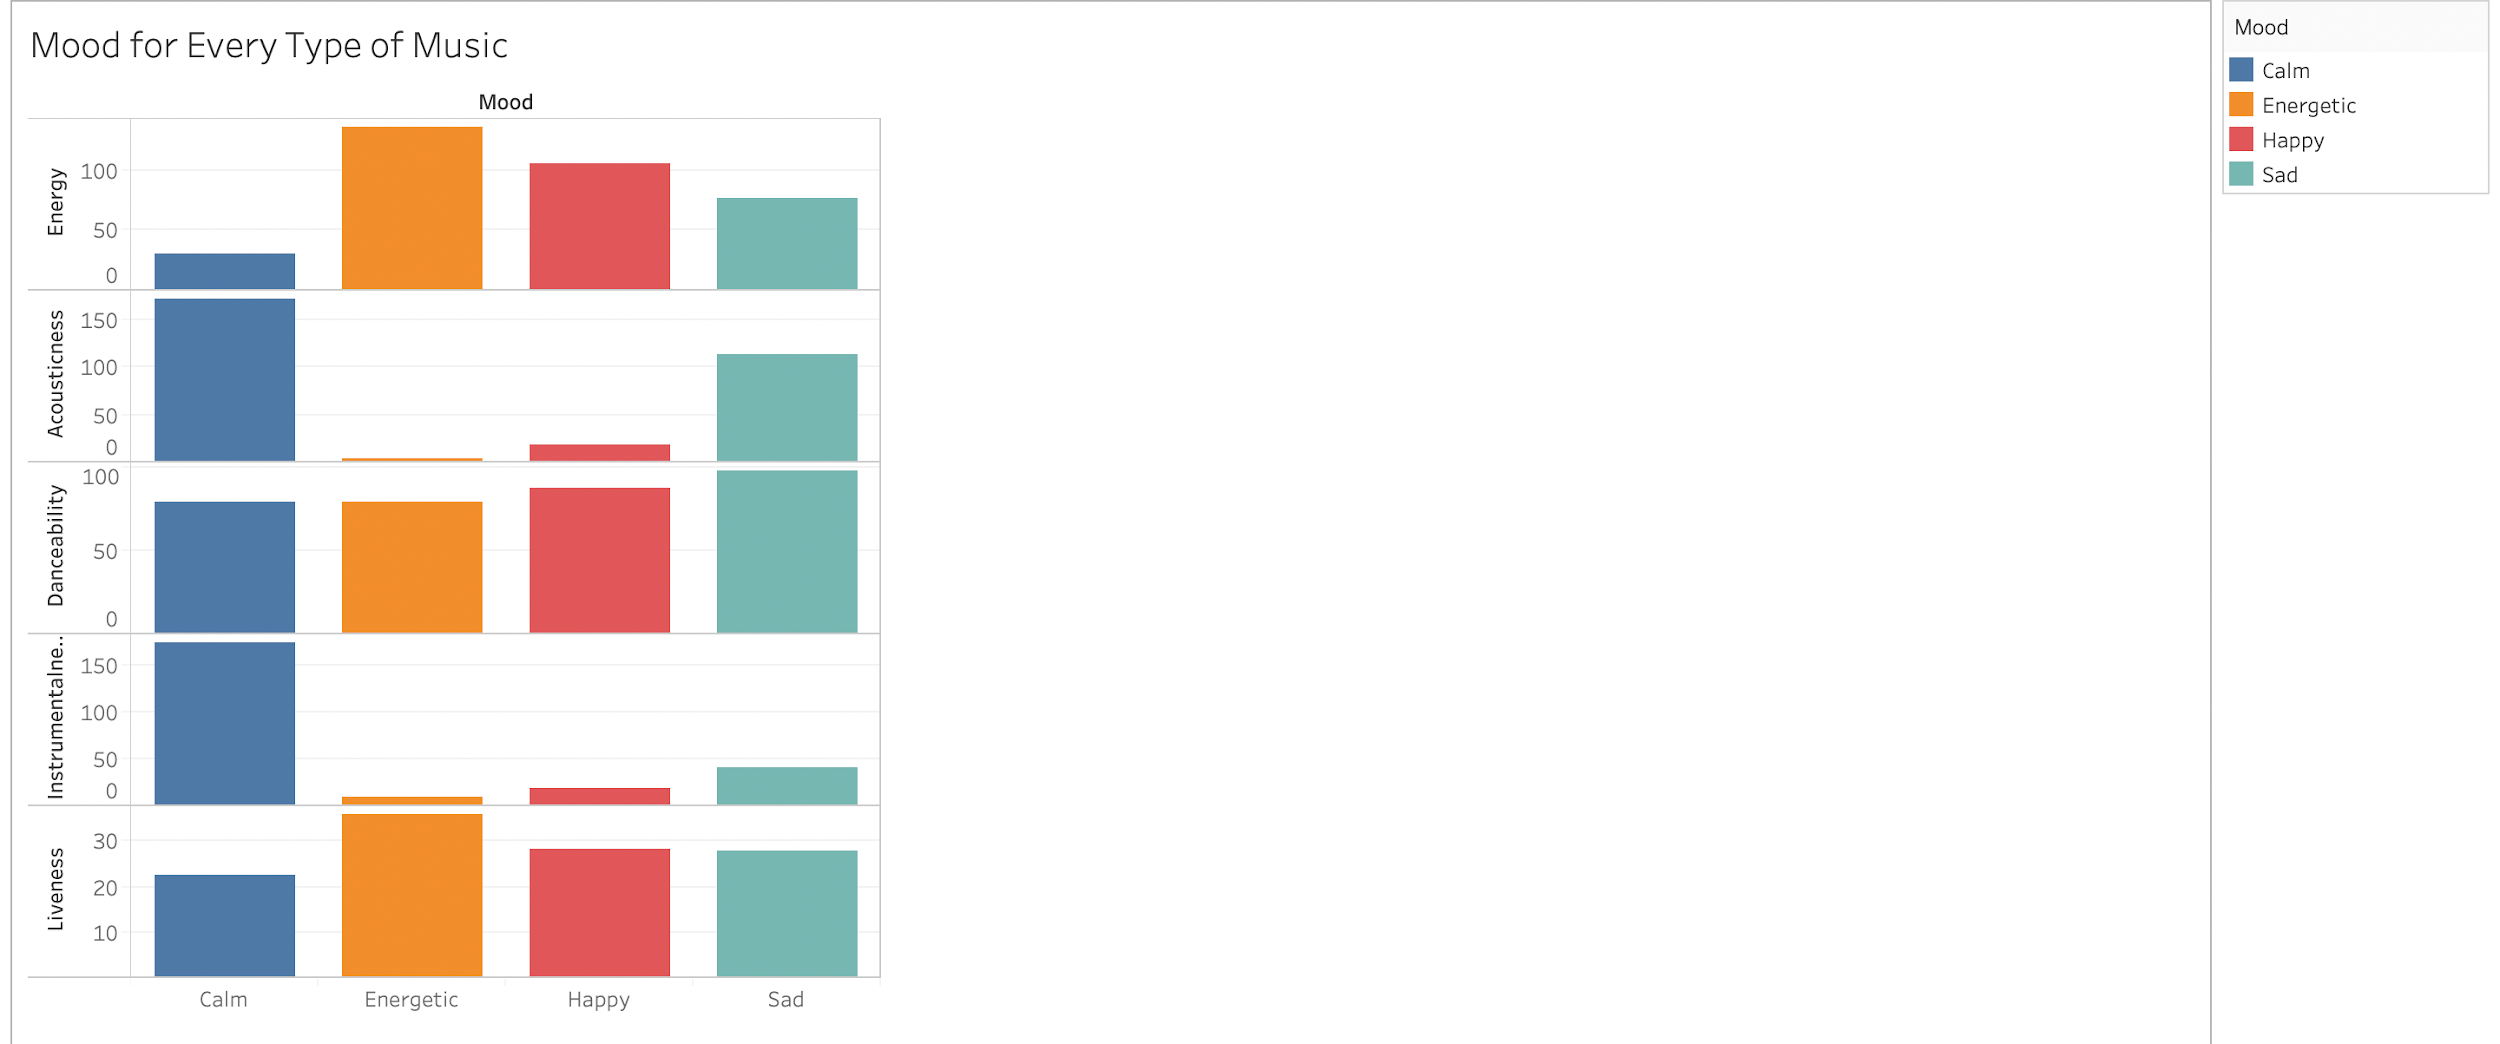 Mood for Every Type of Music
Mood
Energy
100
50
0
Acousticness
150
100
50
0
Danceability
100
50
0
Instrumentalne..
150
100
50
0
Liveness
30
20
10
Calm Energetic Happy Sad
Mood
Calm
Energetic
Happy
Sad